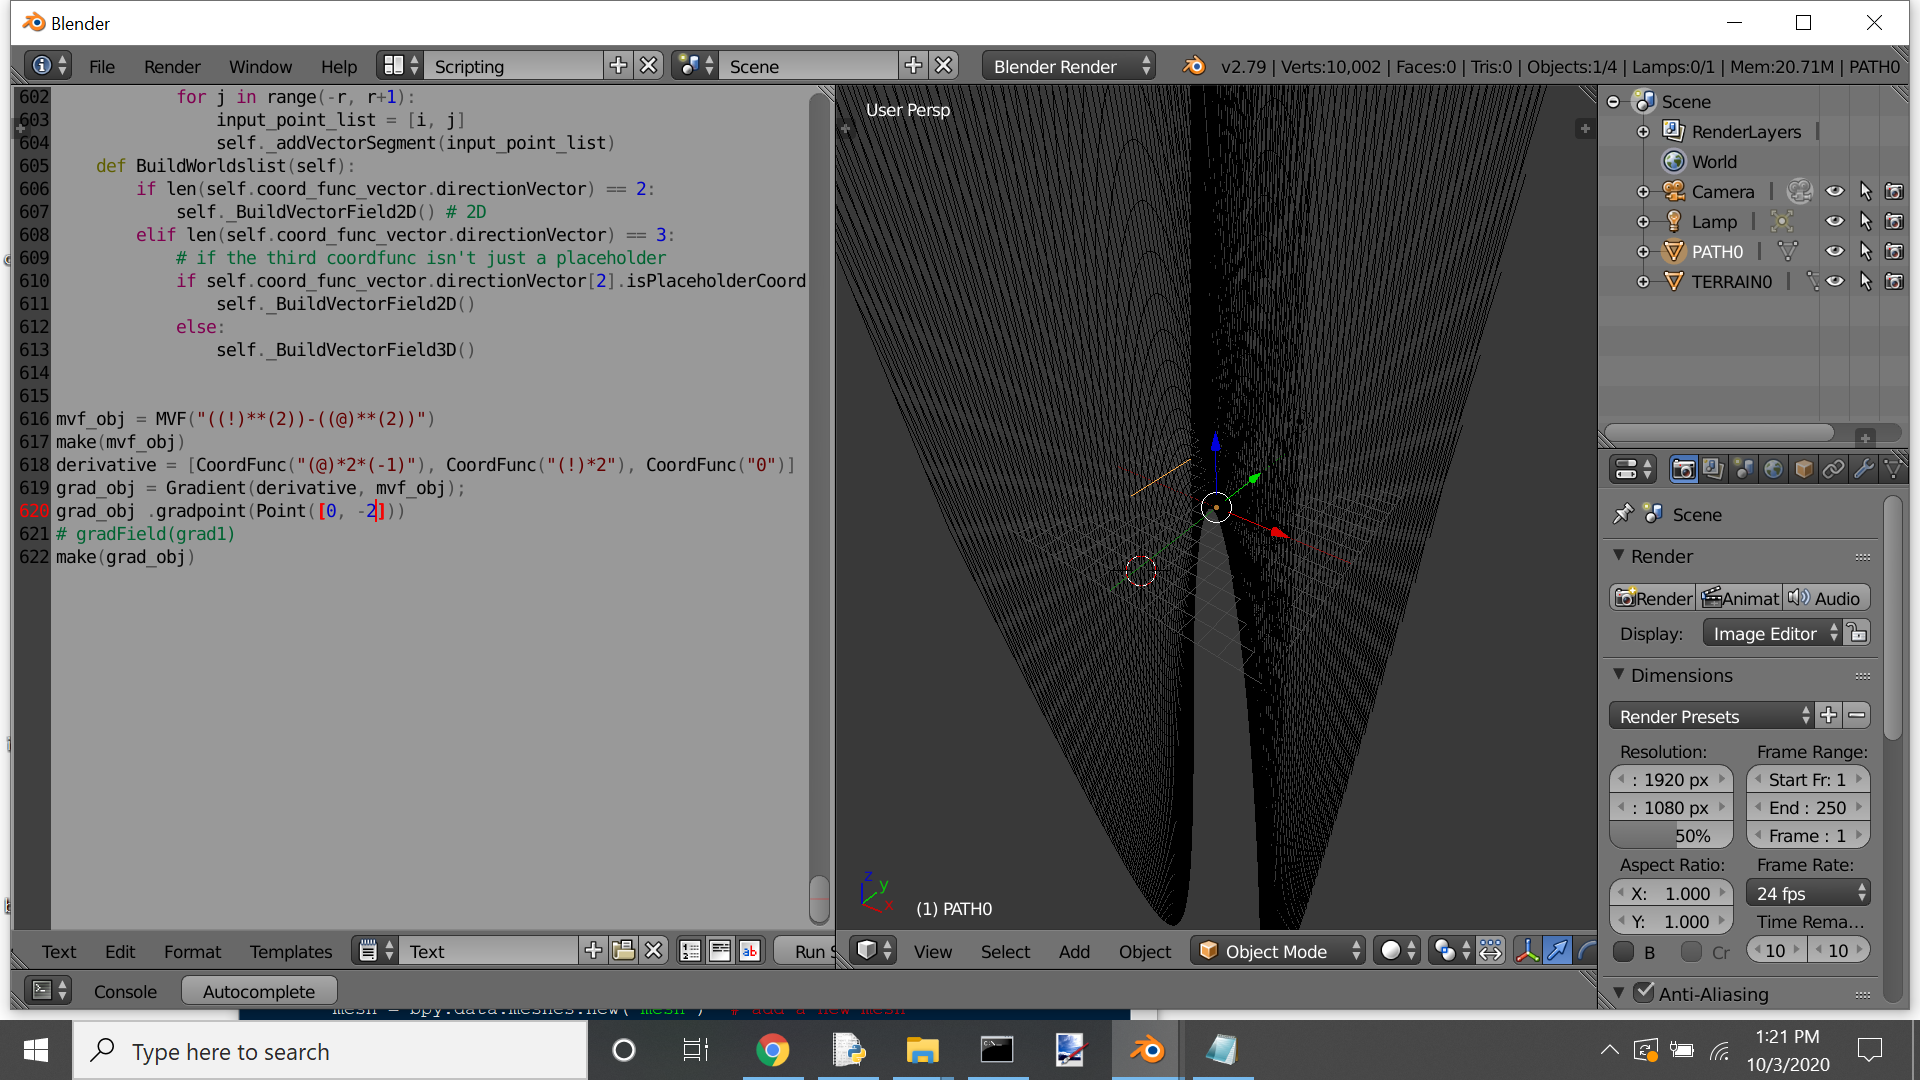 Blender
File Render Window Help Scripting Scene Blender Render v2.79 | Verts:10,002 | Faces:0 | Tris:0 | Objects:1/4 | Lamps:0/1 | Mem:20.71M | PATH0
602 for j in range(-r, r+1):
603 input_point_list = [i, j]
604 self._addVectorSegment(input_point_list)
605 def BuildWorldslist(self):
606 if len(self.coord_func_vector.directionVector) == 2:
607 self._BuildVectorField2D() # 2D
608 elif len(self.coord_func_vector.directionVector) == 3:
609 # if the third coordfunc isn't just a placeholder
610 if self.coord_func_vector.directionVector[2].isPlaceholderCoord
611 self._BuildVectorField2D()
612 else:
613 self._BuildVectorField3D()
614
615
616 mvf_obj = MVF("((!)**(2))-((@)**(2))")
617 make(mvf_obj)
618 derivative = [CoordFunc("(@)*2*(-1)"), CoordFunc("(!)*2"), CoordFunc("0")]
619 grad_obj = Gradient(derivative, mvf_obj);
620 grad_obj .gradpoint(Point([0, -2]))
621 # gradField(grad1)
622 make(grad_obj)
Text Edit Format Templates Text ab Run S
User Persp
z
y
x
(1) PATH0
View Select Add Object Object Mode
Scene
RenderLayers |
World
Camera |
Lamp |
PATH0 |
TERRAIN0 |
Scene
Render
Render Animat Audio
Display: Image Editor
Dimensions
Render Presets
Resolution: Frame Range:
: 1920 px Start Fr: 1
: 1080 px End : 250
50% Frame : 1
Aspect Ratio: Frame Rate:
X: 1.000 24 fps
Y: 1.000 Time Rema...
B Cr 10 10
Anti-Aliasing
Console Autocomplete
mesh = bpy.data.meshes.new("mesh") # add a new mesh
Type here to search
1:21 PM
10/3/2020